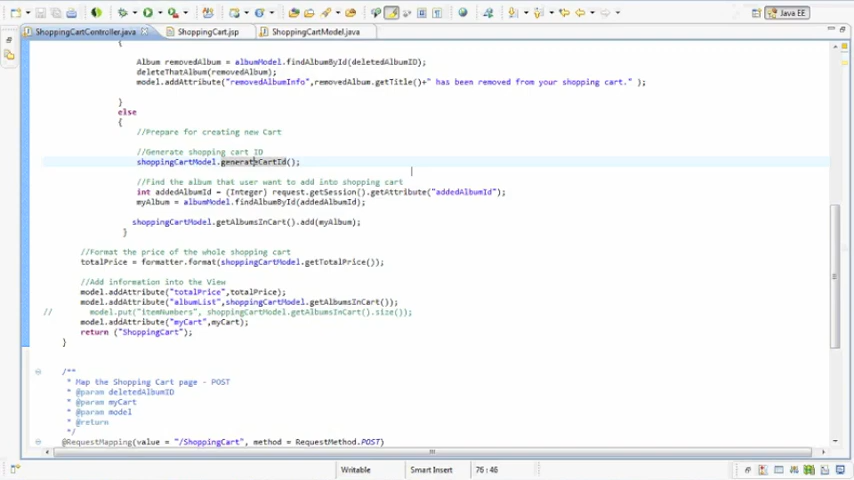 Java EE
ShoppingCartController.java
ShoppingCart.jsp
ShoppingCartModel.java
{
Album removedAlbum = albumModel.findAlbumById(deletedAlbumID);
deleteThatAlbum(removedAlbum);
model.addAttribute("removedAlbumInfo",removedAlbum.getTitle()+" has been removed from your shopping cart." );
}
else
{
//Prepare for creating new Cart
//Generate shopping cart ID
shoppingCartModel.generateCartId();
//Find the album that user want to add into shopping cart
int addedAlbumId = (Integer) request.getSession().getAttribute("addedAlbumId");
myAlbum = albumModel.findAlbumById(addedAlbumId);
shoppingCartModel.getAlbumsInCart().add(myAlbum);
}
//Format the price of the whole shopping cart
totalPrice = formatter.format(shoppingCartModel.getTotalPrice());
//Add information into the View
model.addAttribute("totalPrice",totalPrice);
model.addAttribute("albumList",shoppingCartModel.getAlbumsInCart());
// model.put("itemNumbers", shoppingCartModel.getAlbumsInCart().size());
model.addAttribute("myCart",myCart);
return ("ShoppingCart");
}
/**
* Map the Shopping Cart page - POST
* @param deletedAlbumID
* @param myCart
* @param model
* @return
*/
@RequestMapping(value = "/ShoppingCart", method = RequestMethod.POST)
Writable
Smart Insert
76 : 46